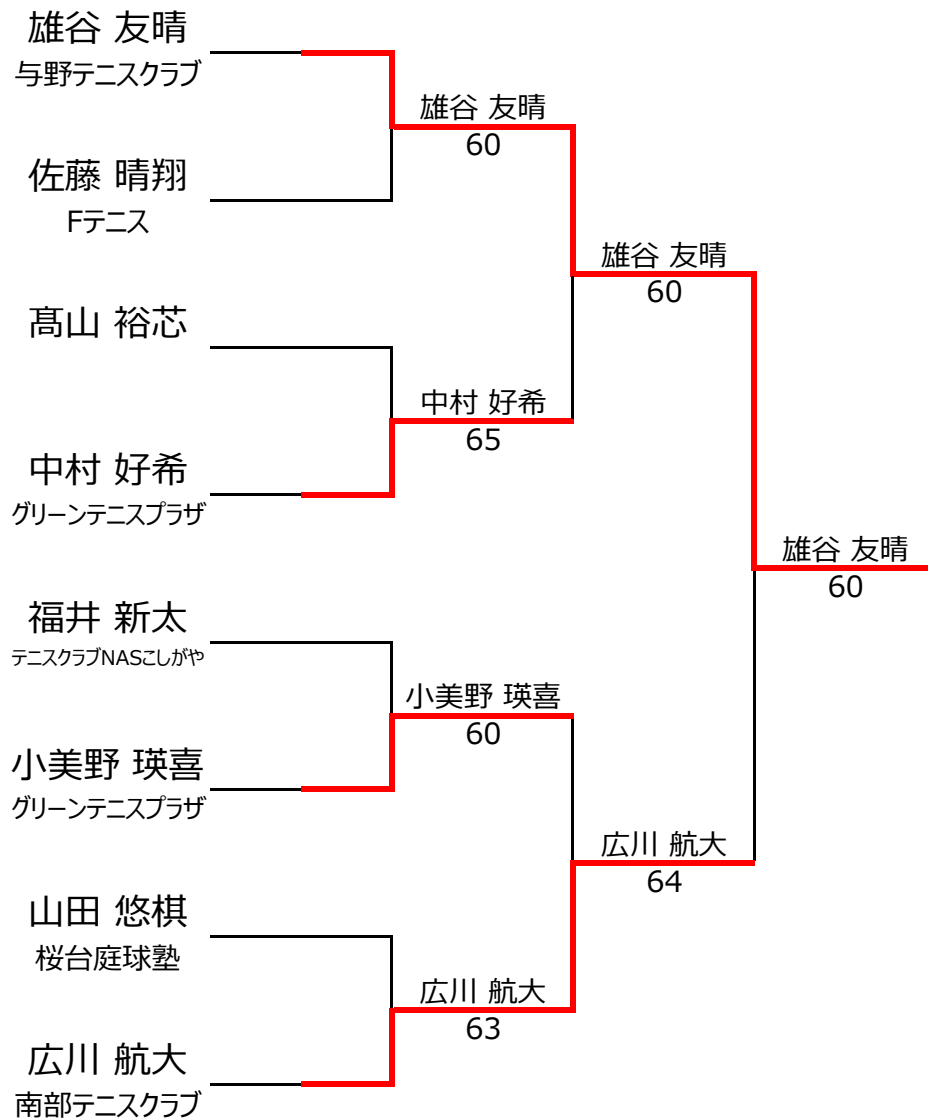 雄谷 友晴
与野テニスクラブ
雄谷 友晴
60
佐藤 晴翔
Fテニス
雄谷 友晴
60
髙山 裕芯
中村 好希
65
中村 好希
グリーンテニスプラザ
雄谷 友晴
60
福井 新太
テニスクラブNASこしがや
小美野 瑛喜
60
小美野 瑛喜
グリーンテニスプラザ
広川 航大
64
山田 悠棋
桜台庭球塾
広川 航大
63
広川 航大
南部テニスクラブ